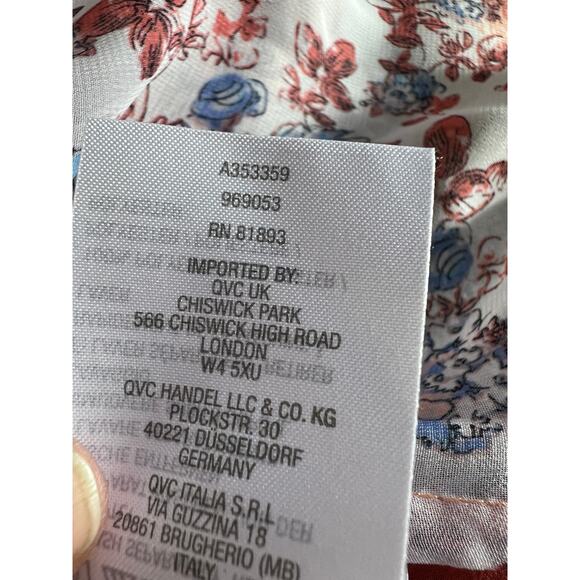 A353359
969053
RN 81893
IMPORTED BY:
QVC UK
CHISWICK PARK
566 CHISWICK HIGH ROAD
LONDON
W4 5XU
QVC HANDEL LLC & CO. KG
PLOCKSTR. 30
40221 DUSSELDORF
GERMANY
QVC ITALIA S.R.L
VIA GUZZINA 18
20861 BRUGHERIO (MB)
ITALY